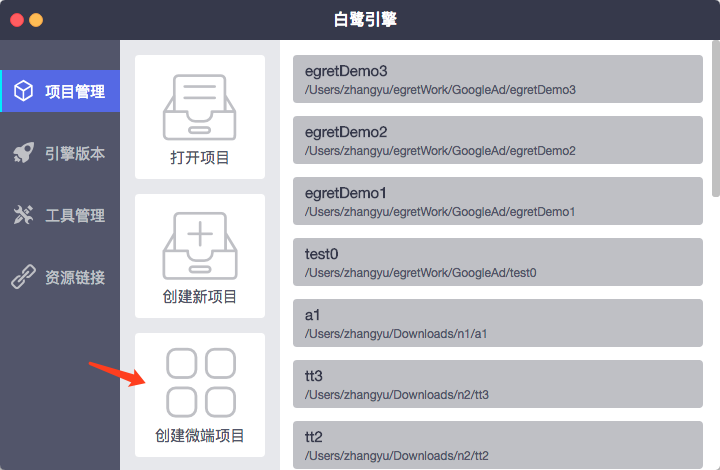 白鹭引擎
项目管理
引擎版本
工具管理
资源链接
打开项目
创建新项目
创建微端项目
egretDemo3
/Users/zhangyu/egretWork/GoogleAd/egretDemo3
egretDemo2
/Users/zhangyu/egretWork/GoogleAd/egretDemo2
egretDemo1
/Users/zhangyu/egretWork/GoogleAd/egretDemo1
test0
/Users/zhangyu/egretWork/GoogleAd/test0
a1
/Users/zhangyu/Downloads/n1/a1
tt3
/Users/zhangyu/Downloads/n2/tt3
tt2
/Users/zhangyu/Downloads/n2/tt2